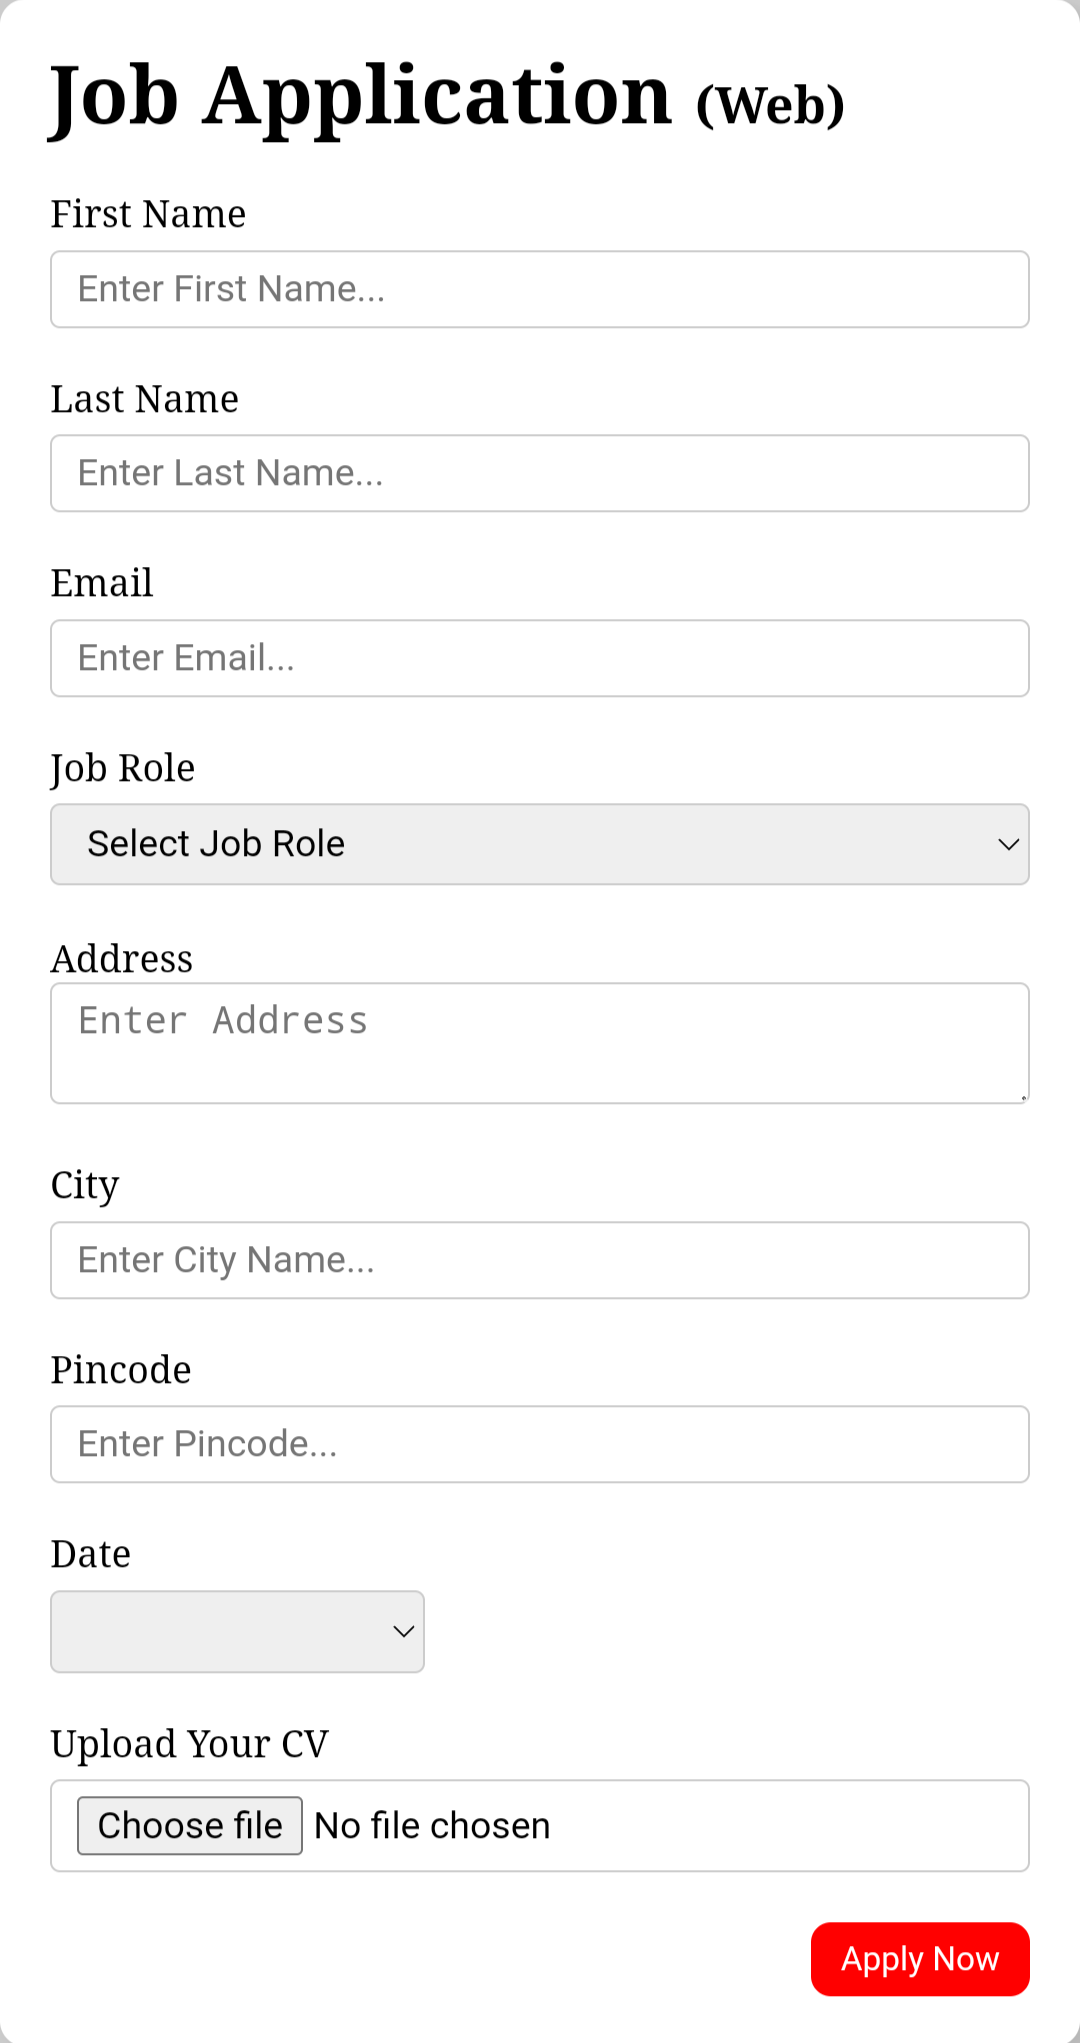 Job Application (Web)
First Name
Enter First Name...
Last Name
Enter Last Name...
Email
Enter Email...
Job Role
Select Job Role
Address
Enter Address
City
Enter City Name...
Pincode
Enter Pincode...
Date
Upload Your CV
Choose file No file chosen
Apply Now